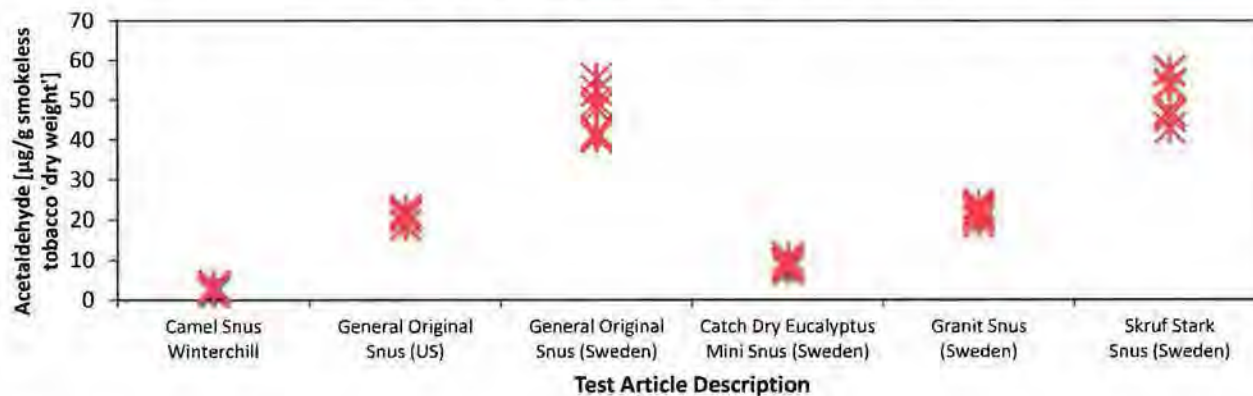 Acetaldehyde [µg/g smokeless
tobacco 'dry weight']
70
60
50
40
30
20
10
0
Camel Snus
Winterchill
General Original
Snus (US)
General Original
Snus (Sweden)
Catch Dry Eucalyptus
Mini Snus (Sweden)
Granit Snus
(Sweden)
Skruf Stark
Snus (Sweden)
Test Article Description